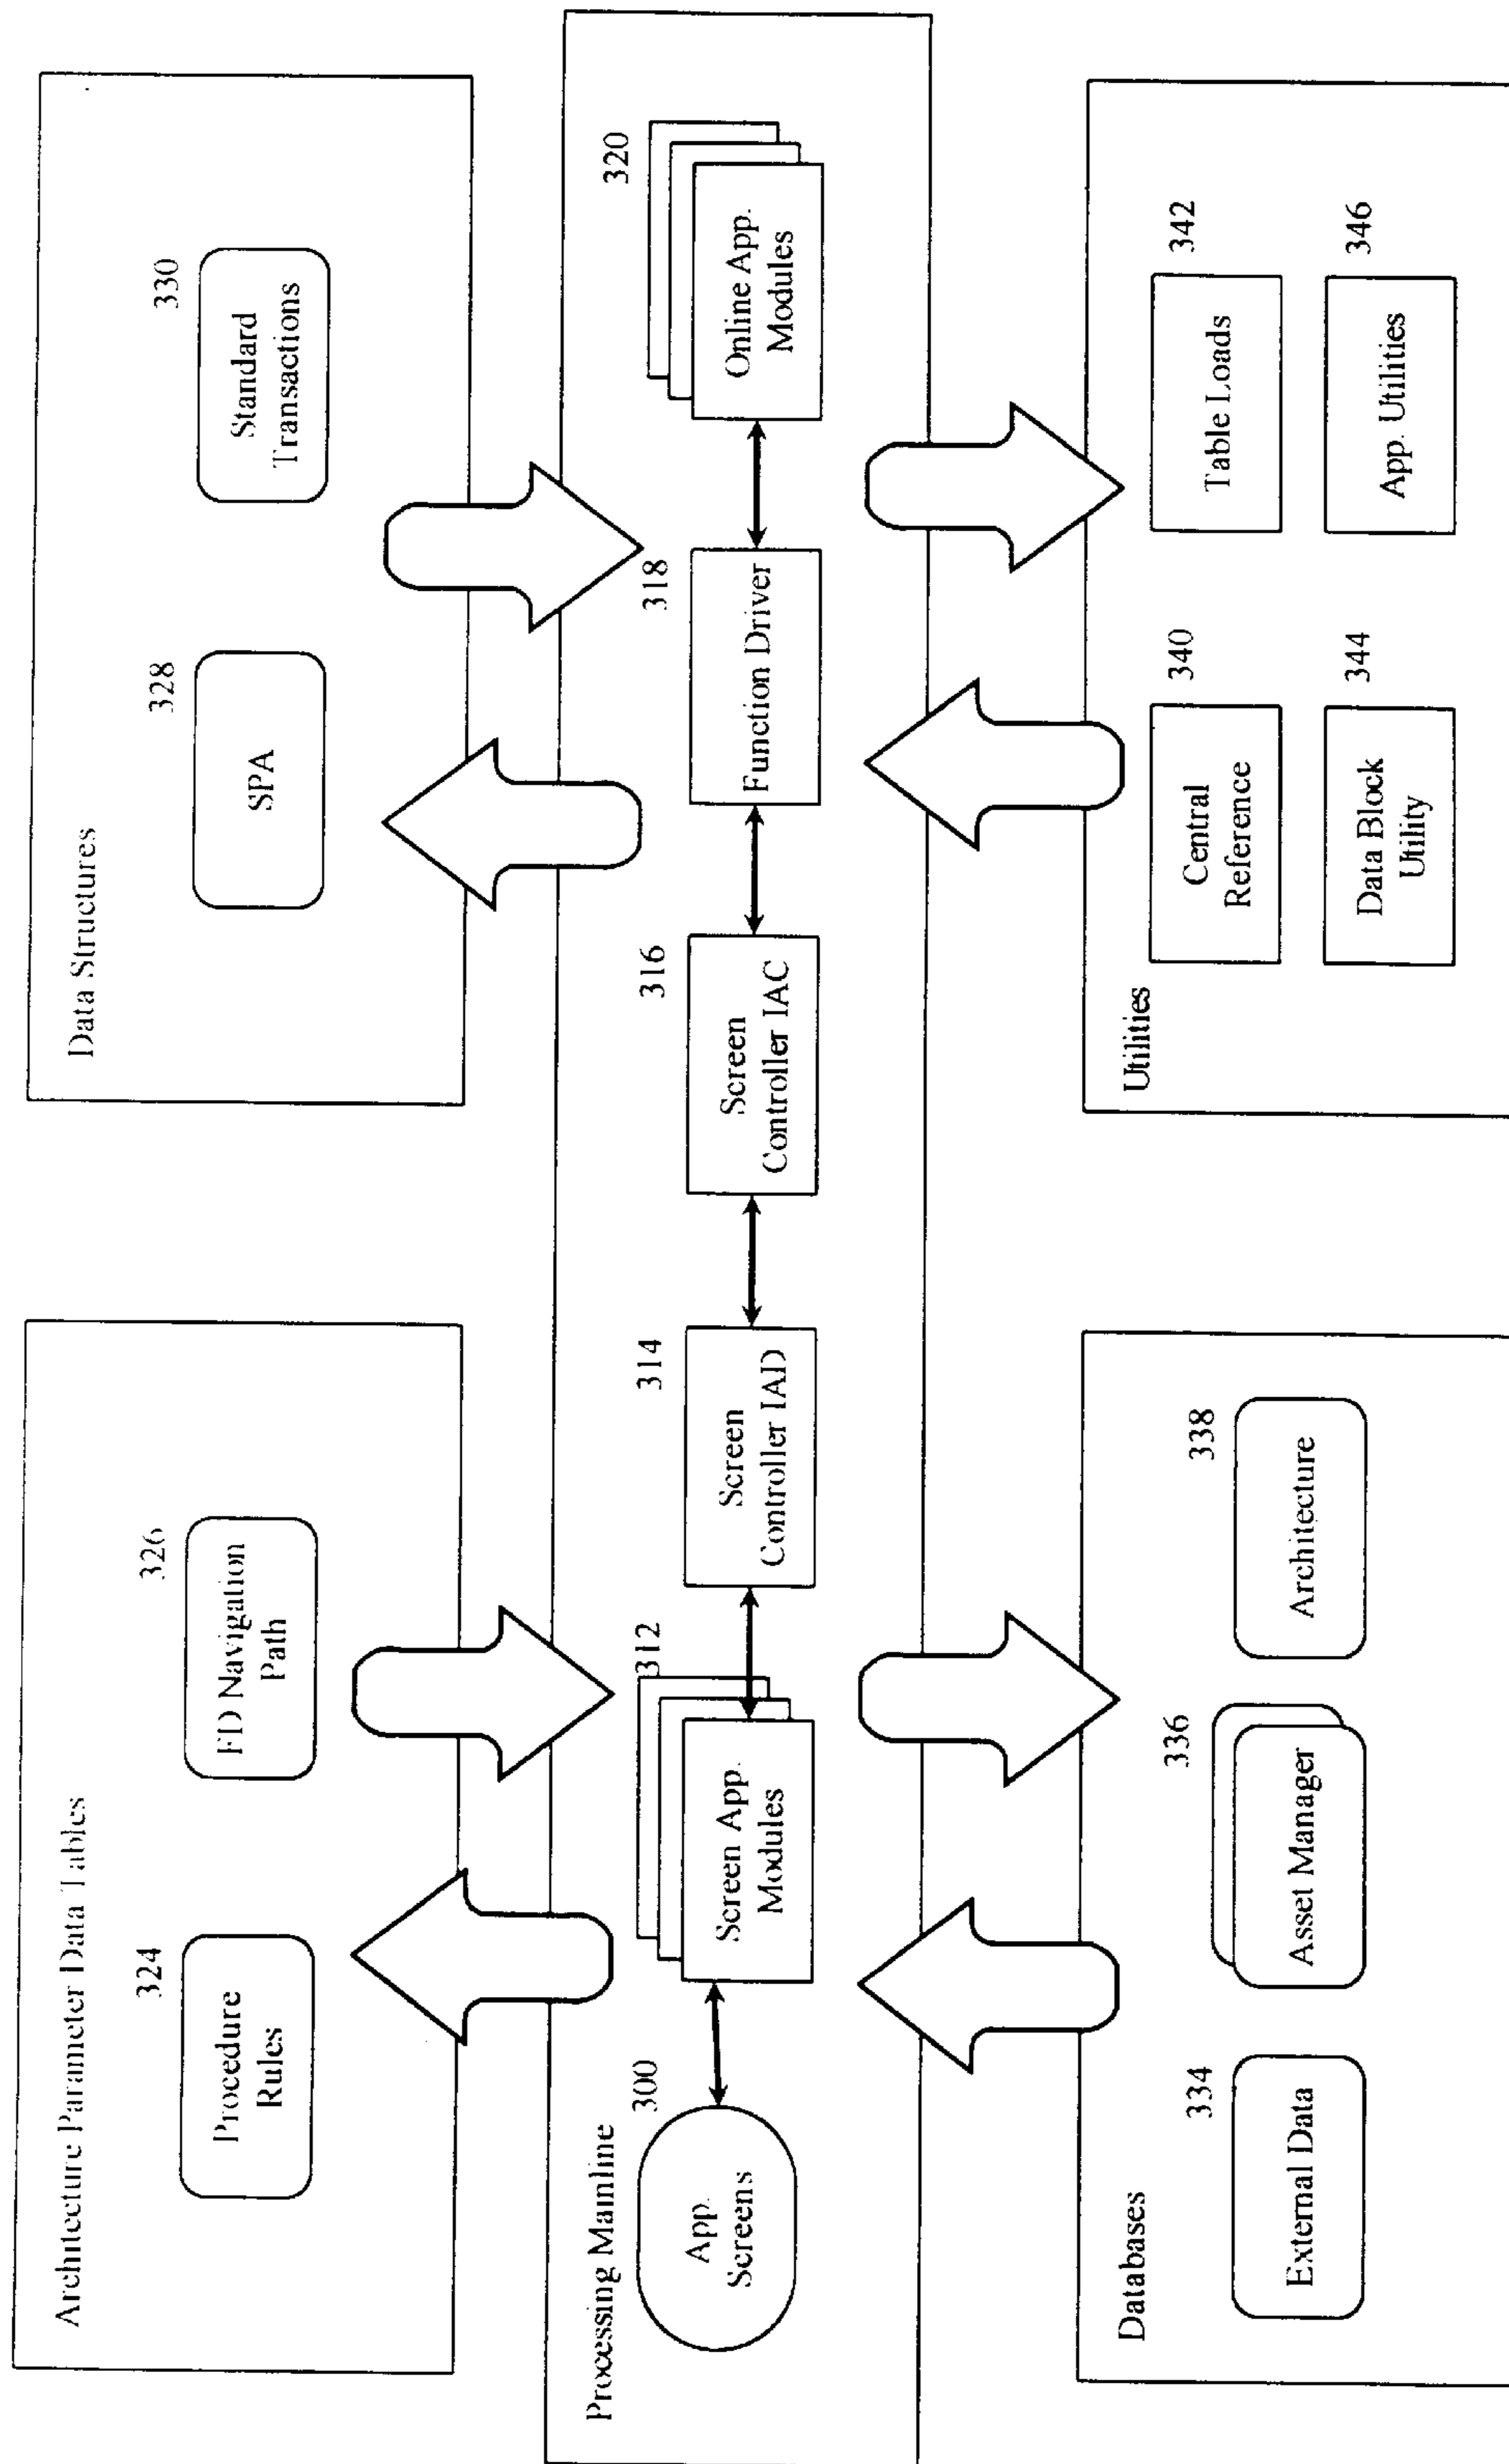 Architecture Parameter Data Tables
324
Procedure
Rules
326
FD Navigation
Path
Data Structures
328
SPA
330
Standard
Transactions
Processing Mainline
300
App.
Screens
312
Screen App.
Modules
314
Screen
Controller IAD
316
Screen
Controller IAC
318
Function Driver
320
Online App.
Modules
Databases
334
External Data
336
Asset Manager
338
Architecture
Utilities
340
Central
Reference
342
Table Loads
344
Data Block
Utility
346
App. Utilities